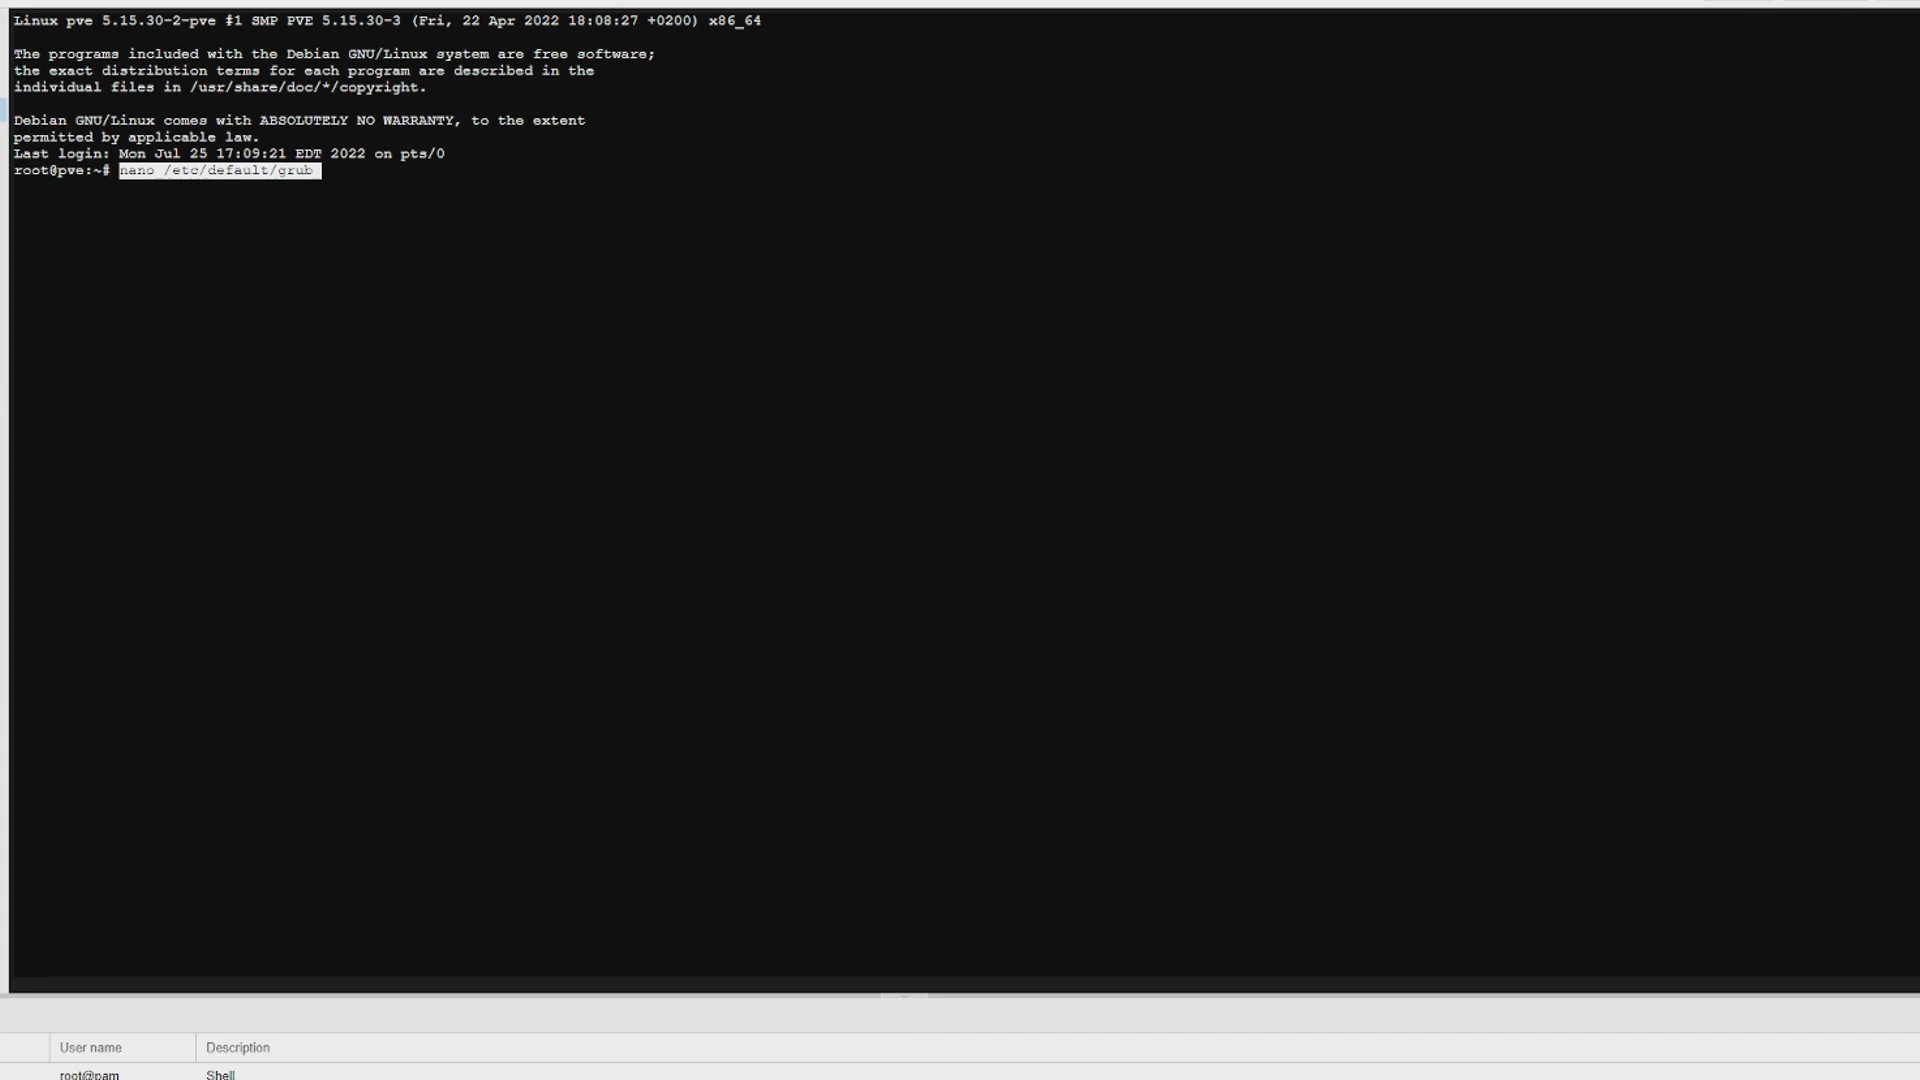 Linux pve 5.15.30-2-pve #1 SMP PVE 5.15.30-3 (Fri, 22 Apr 2022 18:08:27 +0200) x86_64
The programs included with the Debian GNU/Linux system are free software;
the exact distribution terms for each program are described in the
individual files in /usr/share/doc/*/copyright.
Debian GNU/Linux comes with ABSOLUTELY NO WARRANTY, to the extent
permitted by applicable law.
Last login: Mon Jul 25 17:09:21 EDT 2022 on pts/0
root@pve:~# nano /etc/default/grub
User name Description
root@pam Shell